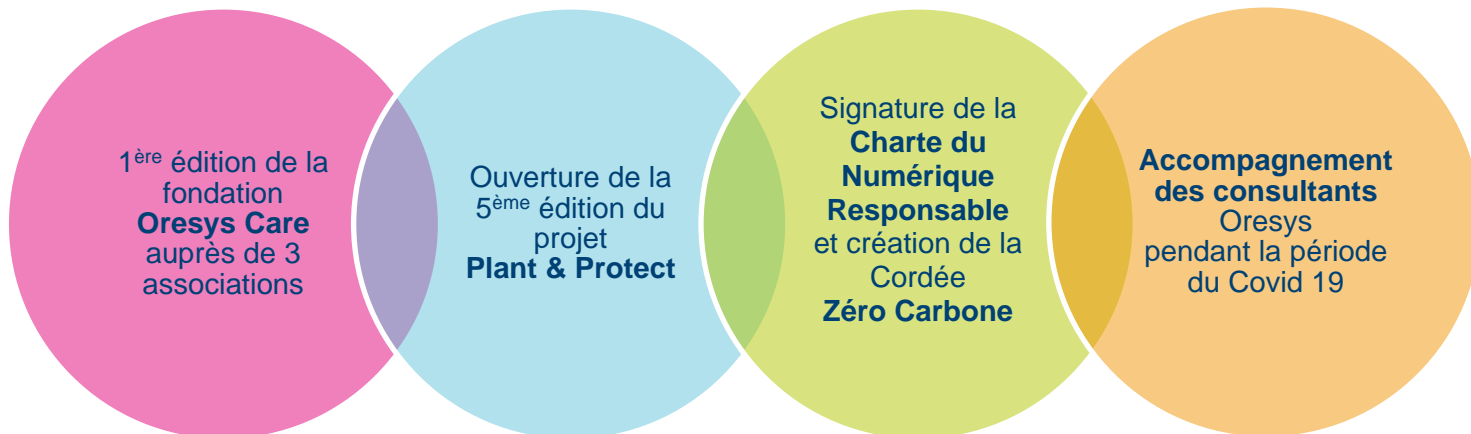 1ère édition de la
fondation
Oresys Care
auprès de 3
associations
Ouverture de la
5ème édition du
projet
Plant & Protect
Signature de la
Charte du
Numérique
Responsable
et création de la
Cordée
Zéro Carbone
Accompagnement
des consultants
Oresys
pendant la période
du Covid 19